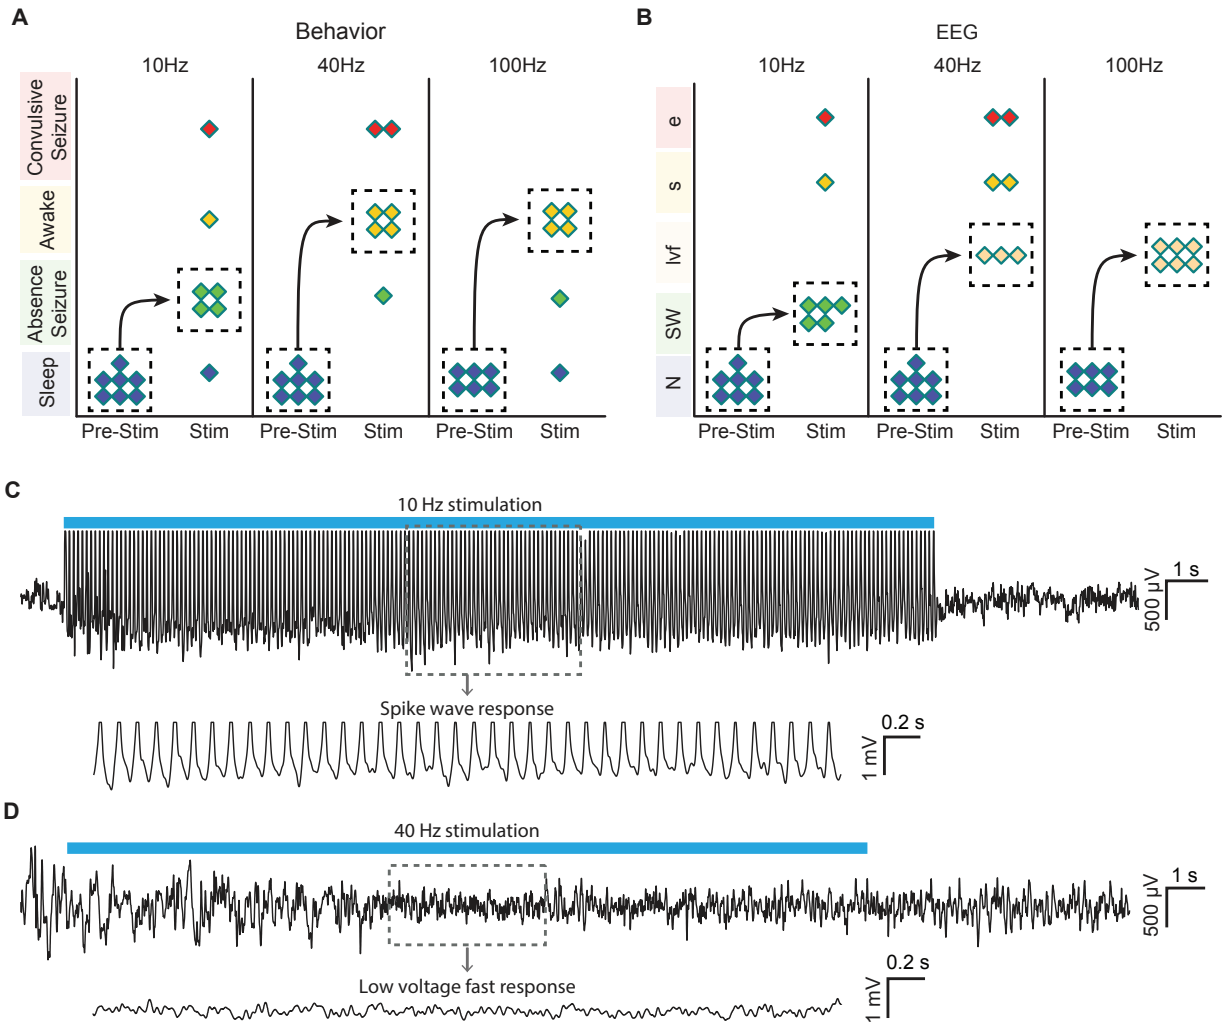 A
Behavior
10Hz
40Hz
100Hz
Convulsive
Seizure
Awake
Absence
Seizure
Sleep
Pre-Stim
Stim
Pre-Stim
Stim
Pre-Stim
Stim
B
EEG
10Hz
40Hz
100Hz
e
s
lvf
SW
N
Pre-Stim
Stim
Pre-Stim
Stim
Pre-Stim
Stim
C
10 Hz stimulation
1 s
500 µV
Spike wave response
0.2 s
1 mV
D
40 Hz stimulation
1 s
500 µV
Low voltage fast response
0.2 s
1 mV